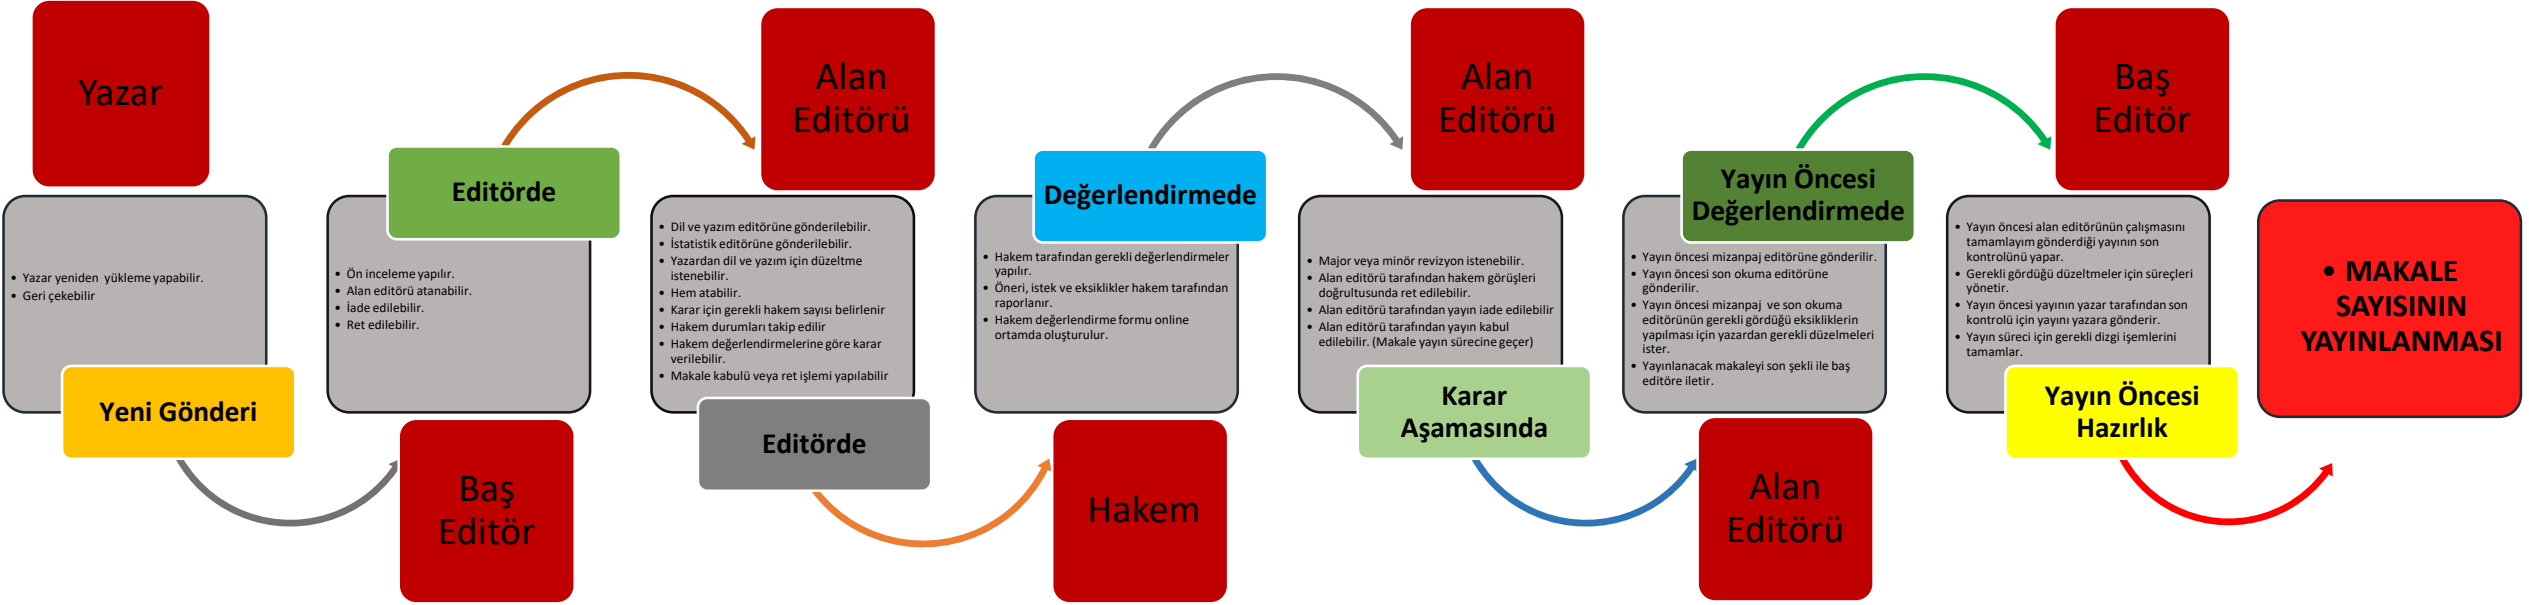 Yazar
• Yazar yeniden yükleme yapabilir.
• Geri çekebilir
Yeni Gönderi
Editörde
• Ön inceleme yapılır.
• Alan editörü atanabilir.
• İade edilebilir.
• Ret edilebilir.
Baş
Editör
Alan
Editörü
• Dil ve yazım editörüne gönderilebilir.
• İstatistik editörüne gönderilebilir.
• Yazardan dil ve yazım için düzeltme
istenebilir.
• Hem atabilir.
• Karar için gerekli hakem sayısı belirlenir
• Hakem durumları takip edilir
• Hakem değerlendirmelerine göre karar
verilebilir.
• Makale kabulü veya ret işlemi yapılabilir
Editörde
Değerlendirmede
• Hakem tarafından gerekli değerlendirmeler
yapılır.
• Öneri, istek ve eksiklikler hakem tarafından
raporlanır.
• Hakem değerlendirme formu online
ortamda oluşturulur.
Hakem
Alan
Editörü
• Major veya minör revizyon istenebilir.
• Alan editörü tarafından hakem görüşleri
doğrultusunda ret edilebilir.
• Alan editörü tarafından yayın iade edilebilir
• Alan editörü tarafından yayın kabul
edilebilir. (Makale yayın sürecine geçer)
Karar
Aşamasında
Yayın Öncesi
Değerlendirmede
• Yayın öncesi mizanpaj editörüne gönderilir.
• Yayın öncesi son okuma editörüne
gönderilir.
• Yayın öncesi mizanpaj ve son okuma
editörünün gerekli gördüğü eksikliklerin
yapılması için yazardan gerekli düzelmeleri
ister.
• Yayınlanacak makaleyi son şekli ile baş
editöre iletir.
Alan
Editörü
Baş
Editör
• Yayın öncesi alan editörünün çalışmasını
tamamlayım gönderdiği yayının son
kontrolünü yapar.
• Gerekli gördüğü düzeltmeler için süreçleri
yönetir.
• Yayın öncesi yayının yazar tarafından son
kontrolü için yayını yazara gönderir.
• Yayın süreci için gerekli dizgi işemlerini
tamamlar.
Yayın Öncesi
Hazırlık
• MAKALE
SAYISININ
YAYINLANMASI